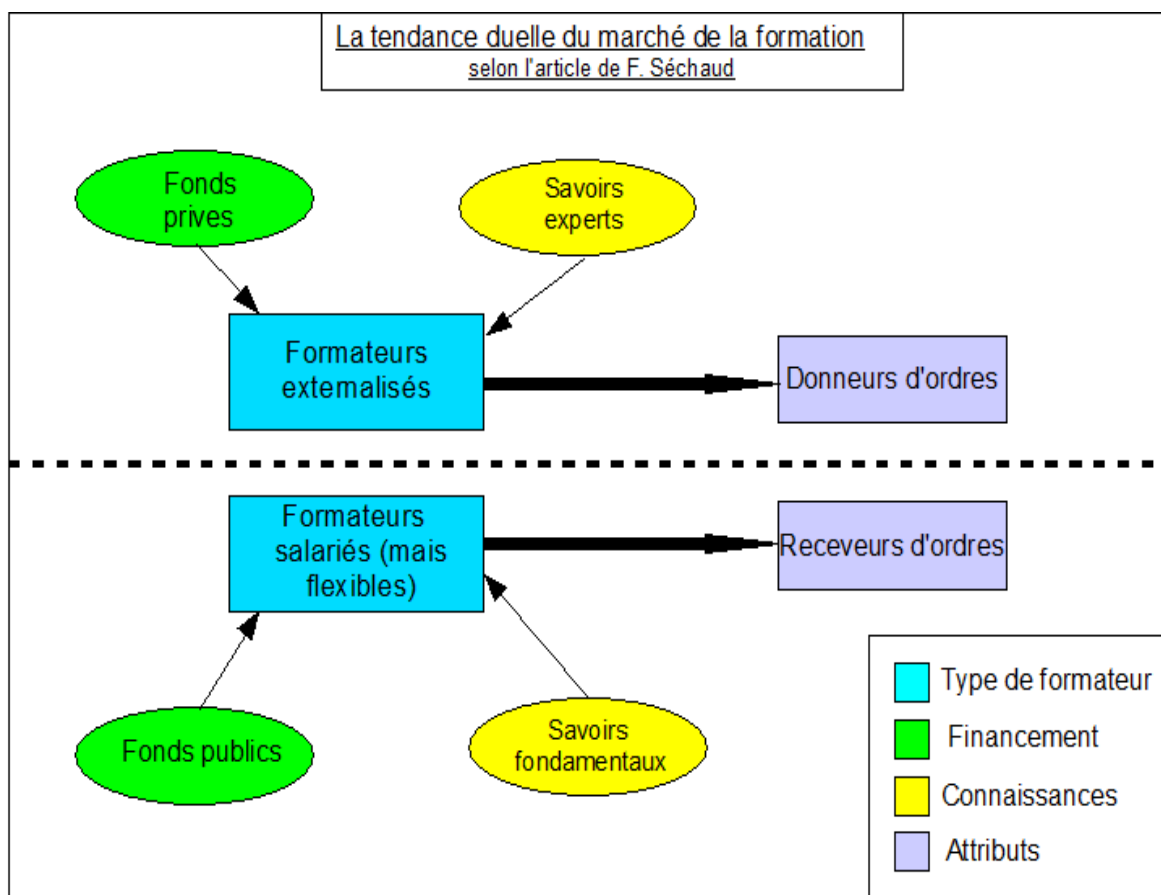 La tendance duelle du marché de la formation
selon l'article de F. Séchaud
Fonds
prives
Savoirs
experts
Formateurs
externalisés
Donneurs d'ordres
Formateurs
salariés (mais
flexibles)
Receveurs d'ordres
Fonds publics
Savoirs
fondamentaux
Type de formateur
Financement
Connaissances
Attributs